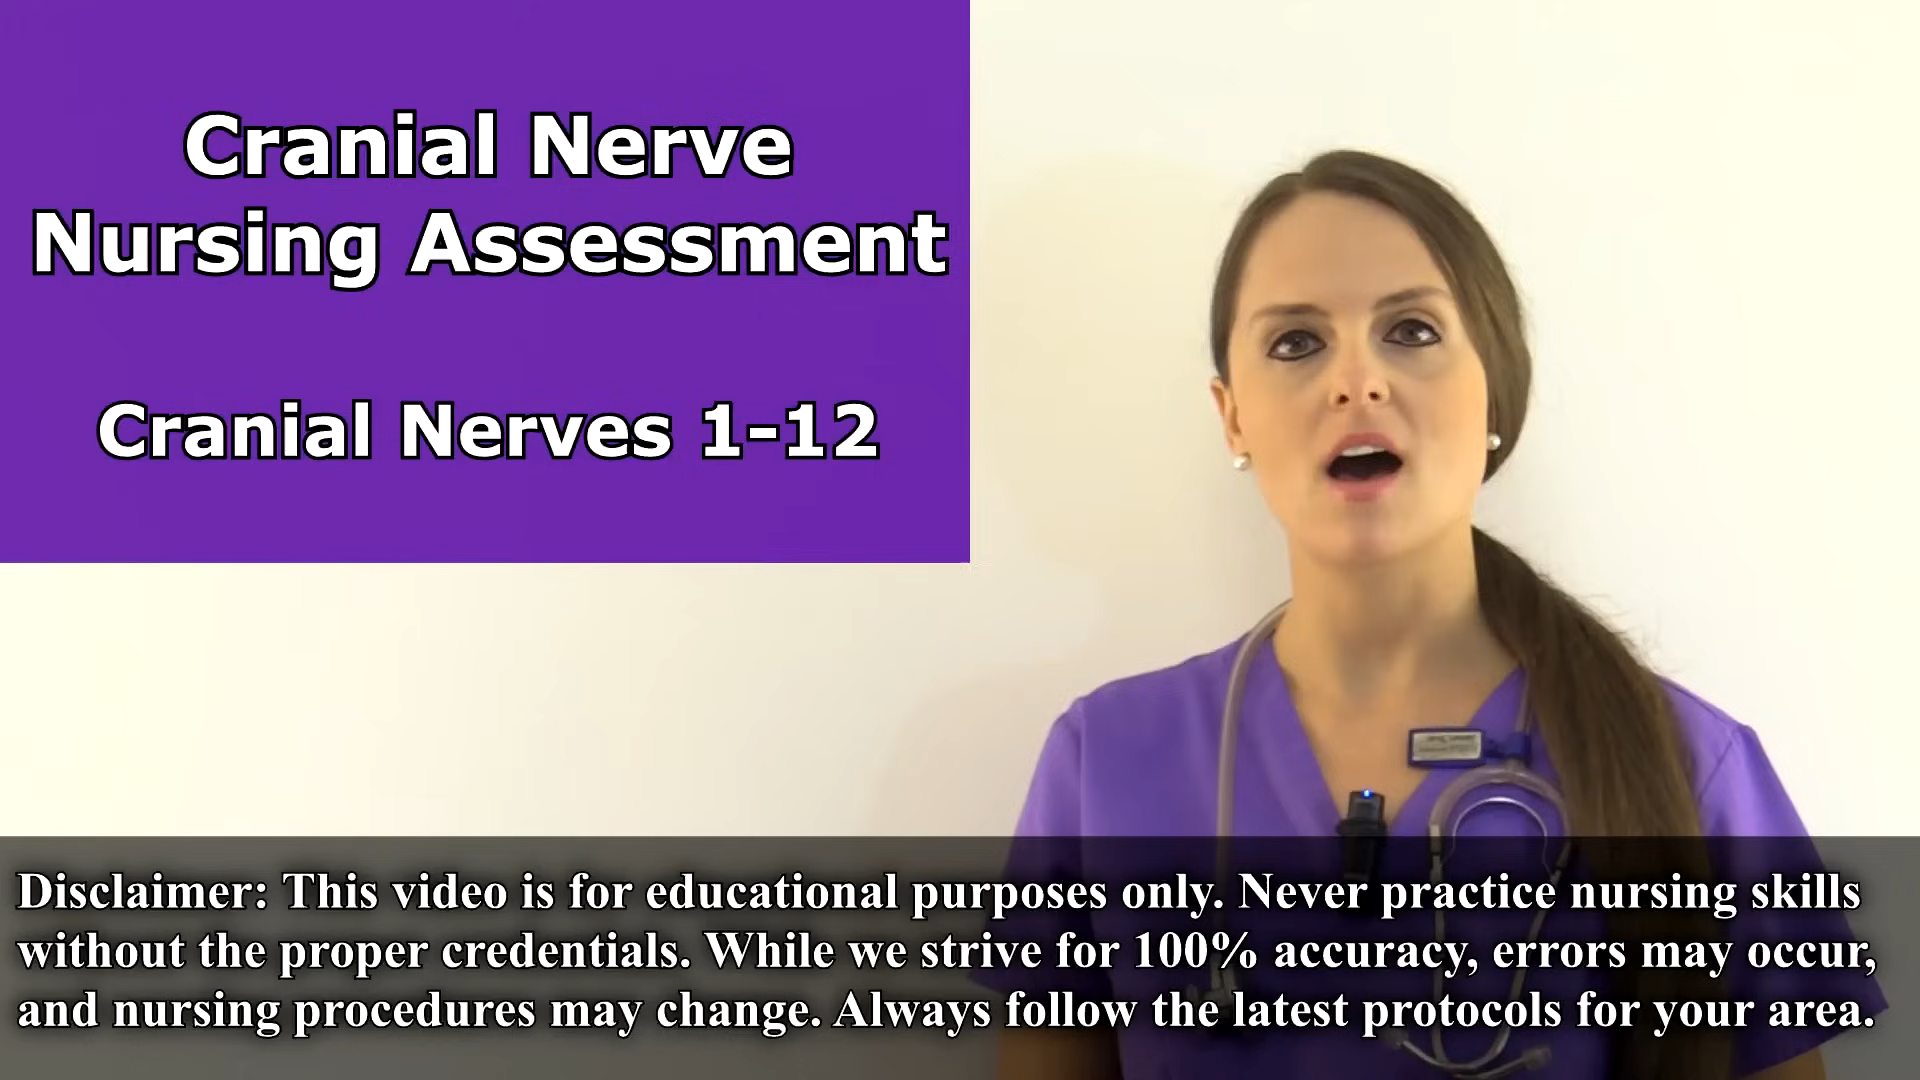 Cranial Nerve
Nursing Assessment
Cranial Nerves 1-12
Disclaimer: This video is for educational purposes only. Never practice nursing skills
without the proper credentials. While we strive for 100% accuracy, errors may occur,
and nursing procedures may change. Always follow the latest protocols for your area.